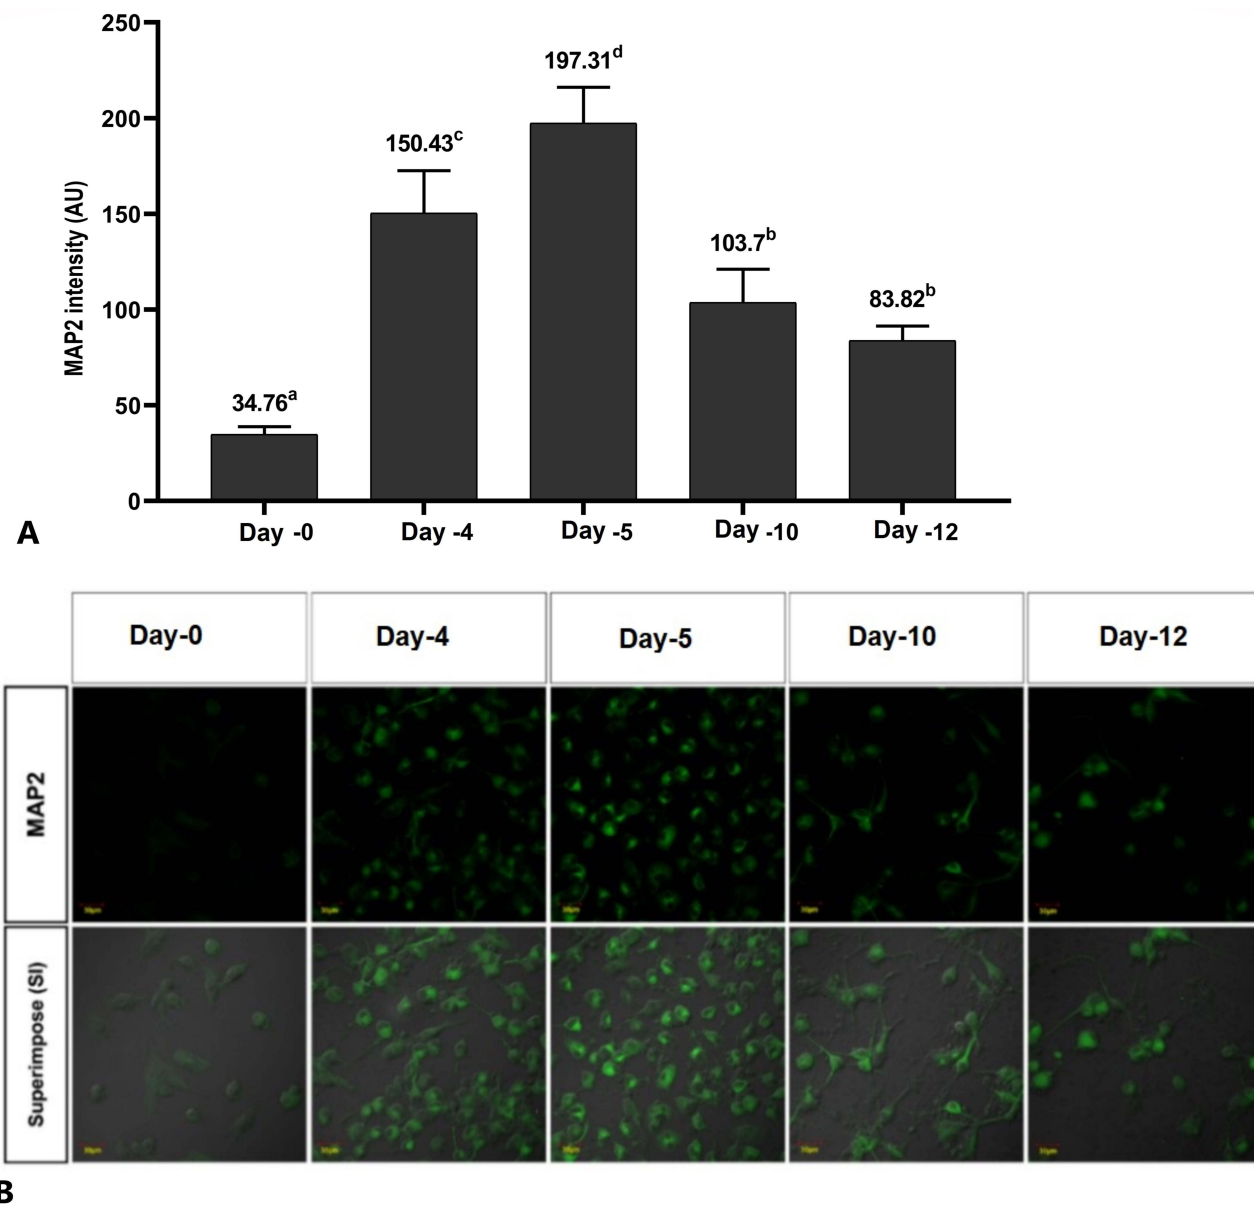 250
200
150
100
50
0
MAP2 intensity (AU)
34.76a
150.43c
197.31d
103.7b
83.82b
Day -0
Day -4
Day -5
Day -10
Day -12
A
Day-0
Day-4
Day-5
Day-10
Day-12
MAP2
Superimpose (SI)
B